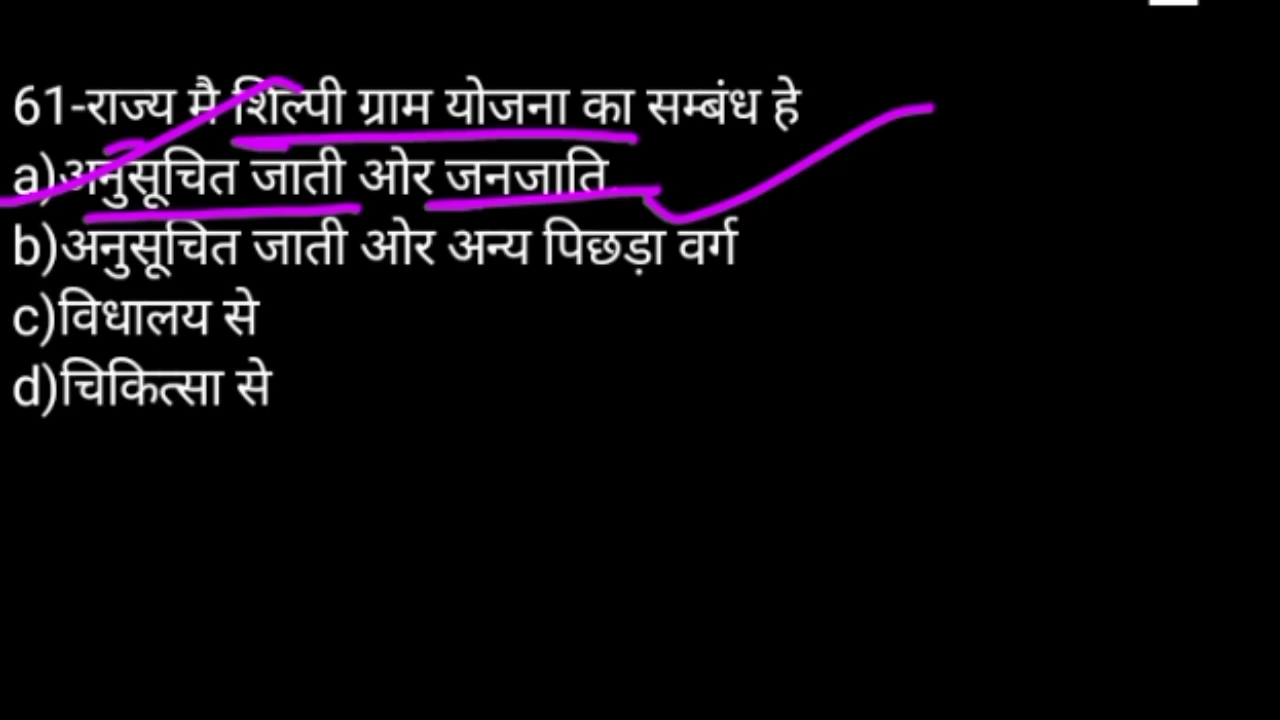 61-राज्य मै शिल्पी ग्राम योजना का सम्बंध हे
a)अनुसूचित जाती ओर जनजाति
b)अनुसूचित जाती ओर अन्य पिछड़ा वर्ग
c)विधालय से
d)चिकित्सा से